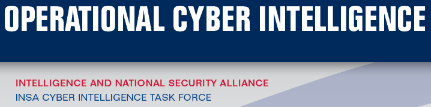 OPERATIONAL CYBER INTELLIGENCE
INTELLIGENCE AND NATIONAL SECURITY ALLIANCE
INSA CYBER INTELLIGENCE TASK FORCE